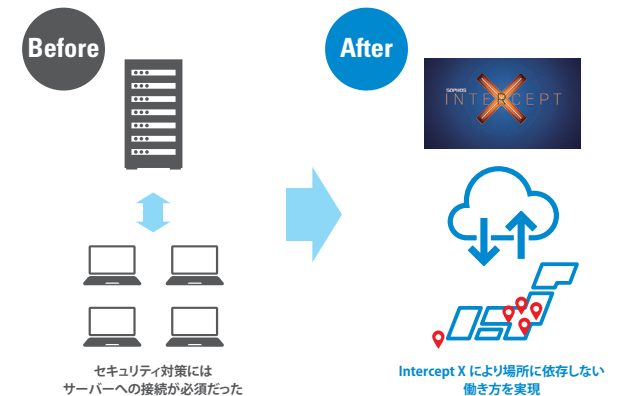 Before
セキュリティ対策には
サーバーへの接続が必須だった
After
SOPHOS
INTERCEPT
X
Intercept X により場所に依存しない
働き方を実現